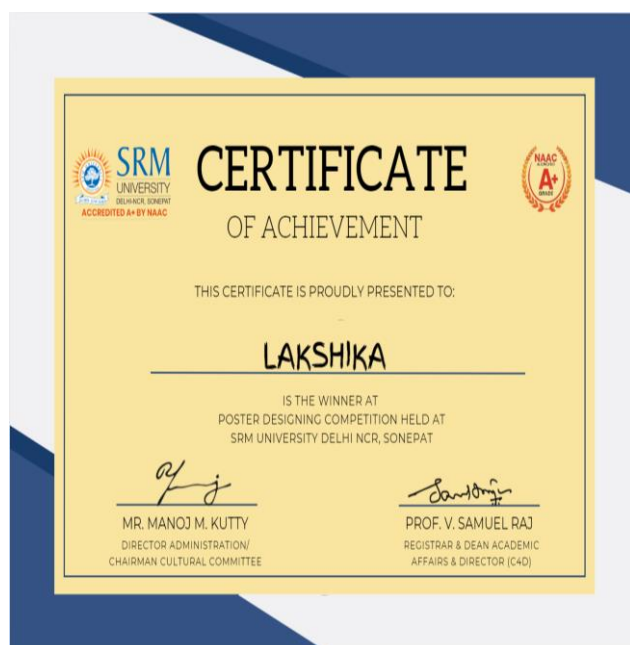 SRM
UNIVERSITY
DELHI-NCR, SONEPAT
ACCREDITED A+ BY NAAC
CERTIFICATE
OF ACHIEVEMENT
NAAC
ACCREDITED
A+
GRADE
THIS CERTIFICATE IS PROUDLY PRESENTED TO:
LAKSHIKA
IS THE WINNER AT
POSTER DESIGNING COMPETITION HELD AT
SRM UNIVERSITY DELHI NCR, SONEPAT
MR. MANOJ M. KUTTY
DIRECTOR ADMINISTRATION/
CHAIRMAN CULTURAL COMMITTEE
PROF. V. SAMUEL RAJ
REGISTRAR & DEAN ACADEMIC
AFFAIRS & DIRECTOR (C4D)